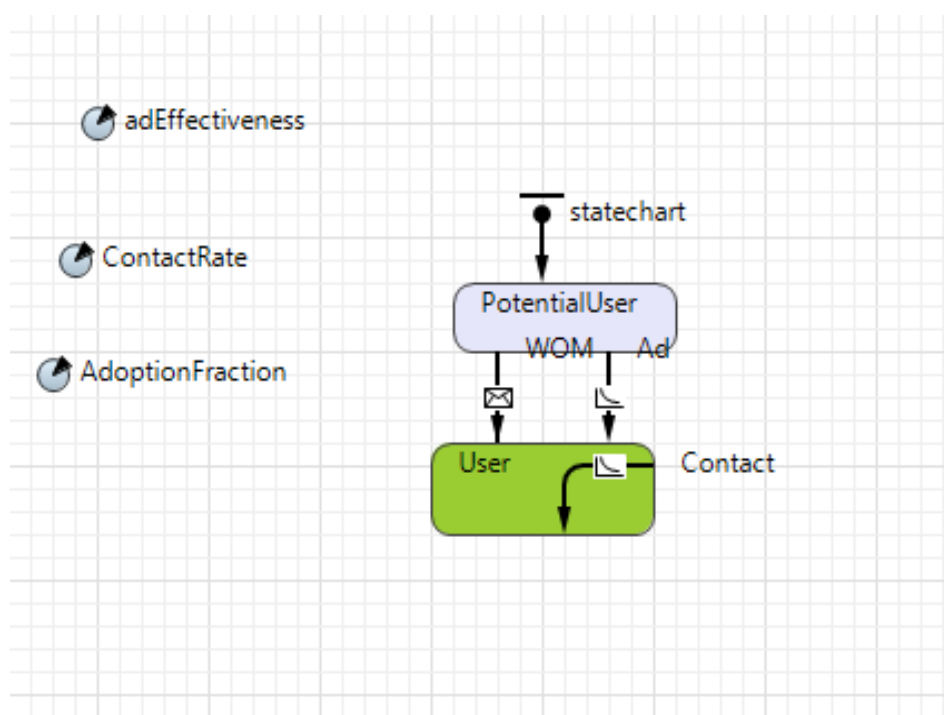 adEffectiveness
statechart
ContactRate
PotentialUser
WOM Ad
AdoptionFraction
User
Contact